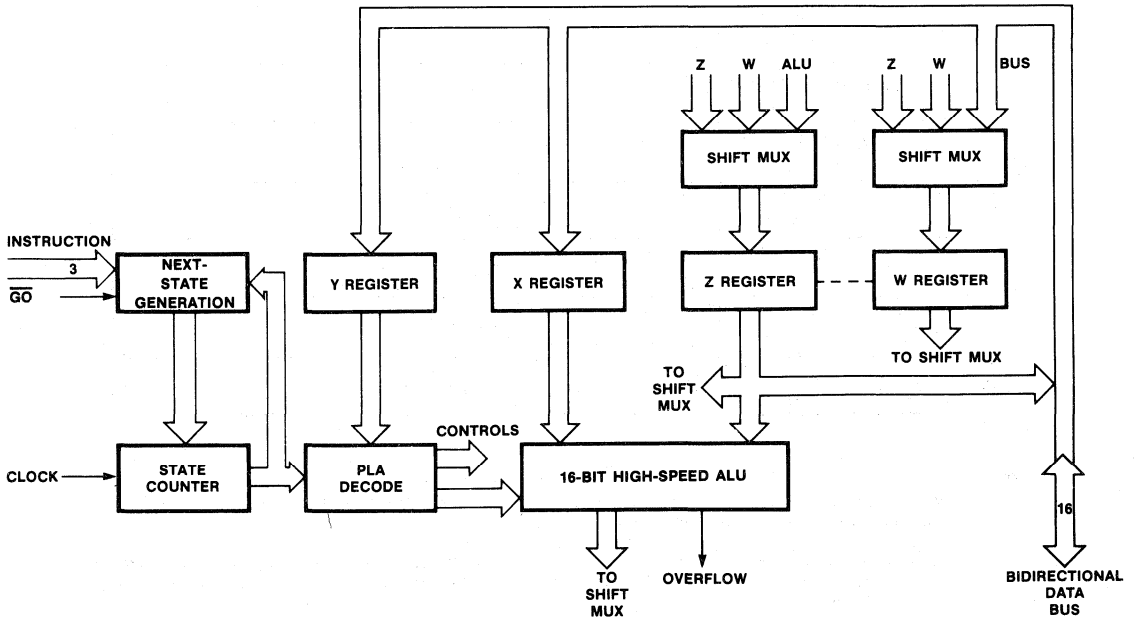 Z W ALU Z W BUS
SHIFT MUX
SHIFT MUX
INSTRUCTION
3
GO
NEXT-
STATE
GENERATION
Y REGISTER
X REGISTER
Z REGISTER
W REGISTER
TO SHIFT MUX
TO
SHIFT
MUX
CONTROLS
CLOCK
STATE
COUNTER
PLA
DECODE
16-BIT HIGH-SPEED ALU
16
TO
SHIFT
MUX
OVERFLOW
BIDIRECTIONAL
DATA
BUS